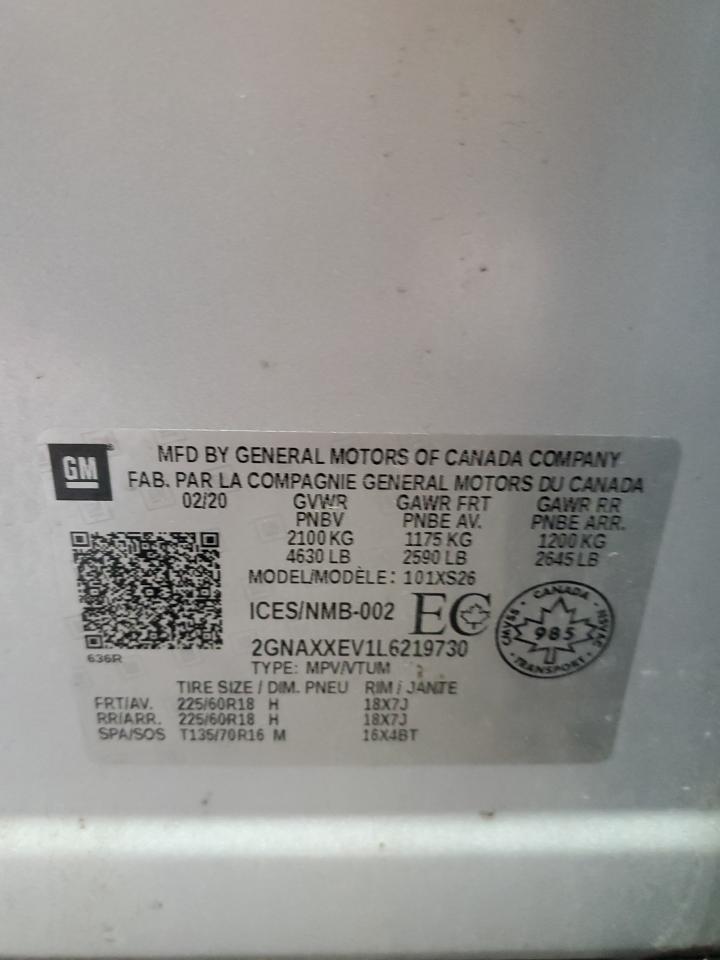 GM
MFD BY GENERAL MOTORS OF CANADA COMPANY
FAB. PAR LA COMPAGNIE GENERAL MOTORS DU CANADA
02/20 GVWR GAWR FRT GAWR RR
PNBV PNBE AV. PNBE ARR.
2100 KG 1175 KG 1200 KG
4630 LB 2590 LB 2645 LB
MODEL/MODÈLE: 101XS26
ICES/NMB-002 EC
CANADA
CMVSS 985 NSVAC
TRANSPORT
2GNAXXEV1L6219730
636R
TYPE: MPV/VTUM
TIRE SIZE / DIM. PNEU RIM / JANTE
FRT/AV. 225/60R18 H 18X7J
RR/ARR. 225/60R18 H 18X7J
SPA/SOS T135/70R16 M 16X4BT